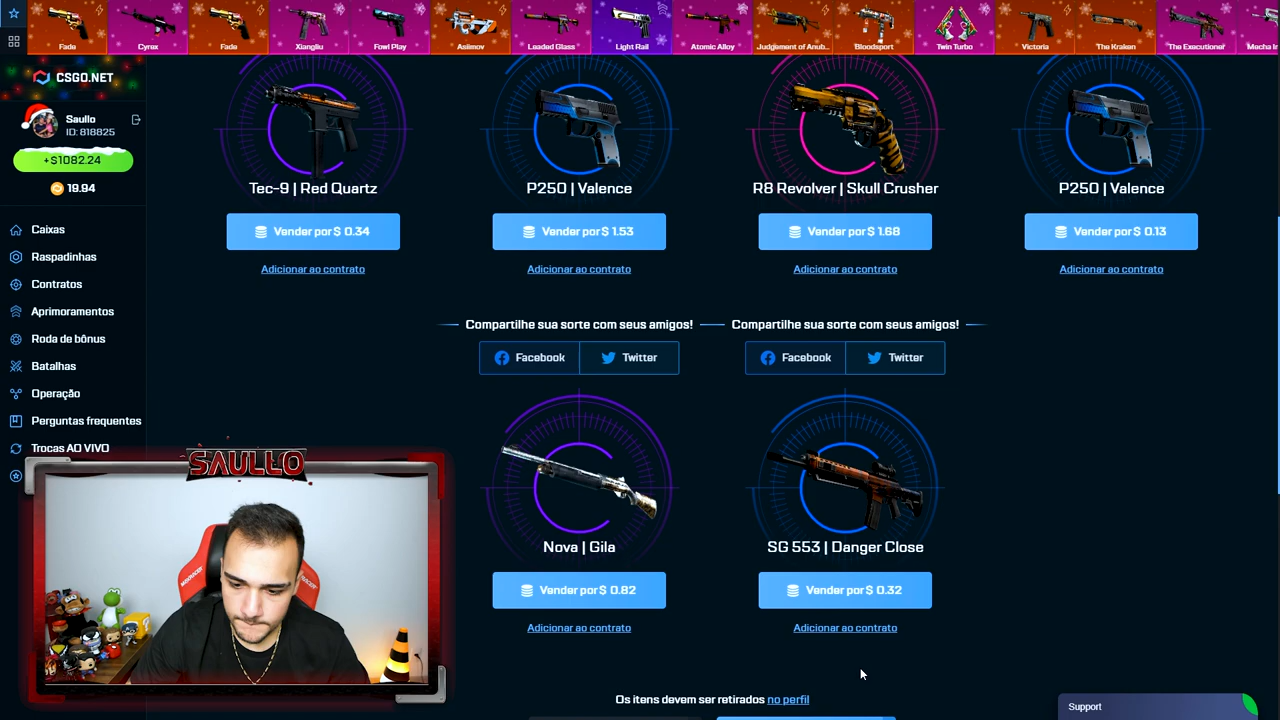 Fade
Cyrex
Fade
Xiangliu
Fowl Play
Asiimov
Leaded Glass
Light Rail
Atomic Alloy
Judgement of Anub...
Bloodsport
Twin Turbo
Victoria
The Kraken
The Executioner
CSGO.NET
Saullo
ID: 818825
+$1082.24
19.94
Caixas
Raspadinhas
Contratos
Aprimoramentos
Roda de bônus
Batalhas
Operação
Perguntas frequentes
Trocas AO VIVO
Tec-9 | Red Quartz
P250 | Valence
R8 Revolver | Skull Crusher
P250 | Valence
Vender por $ 0.34
Vender por $ 1.53
Vender por $ 1.68
Vender por $ 0.13
Adicionar ao contrato
Adicionar ao contrato
Adicionar ao contrato
Adicionar ao contrato
Compartilhe sua sorte com seus amigos!
Compartilhe sua sorte com seus amigos!
Facebook
Twitter
Facebook
Twitter
Nova | Gila
SG 553 | Danger Close
Vender por $ 0.82
Vender por $ 0.32
Adicionar ao contrato
Adicionar ao contrato
Os itens devem ser retirados no perfil
Support
SAULLO